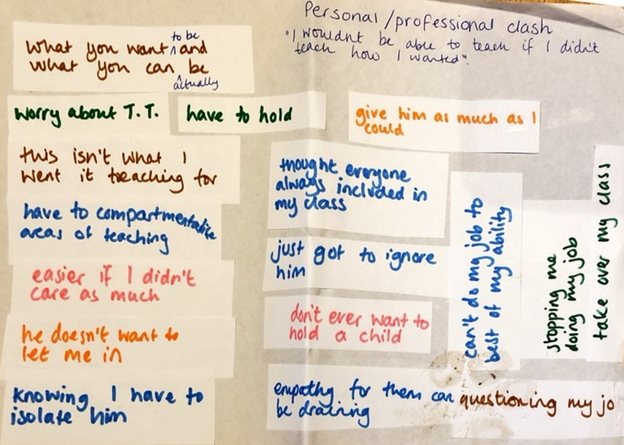 Personal/professional clash
"I wouldnt be able to teach if I didn't
teach how I wanted".
what you want to be and
what you can actually be
worry about T.T.
have to hold
give him as much as I
could
this isn't what I
went it teaching for
thought everyone
always included in
my class
have to compartmentalise
areas of teaching
just got to ignore
him
easier if I didn't
care as much
don't ever want to
hold a child
he doesn't want to
let me in
can't do my job to
best of my ability
stopping me
doing my job
take over my class
knowing I have to
isolate him
empathy for them can
be draining
questioning my jo